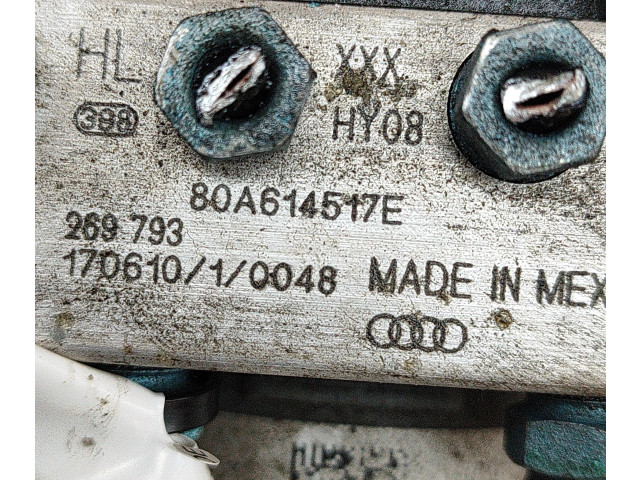 HL XXX
398 HY08
80A614517E
269 793
170610/1/0048 MADE IN MEX